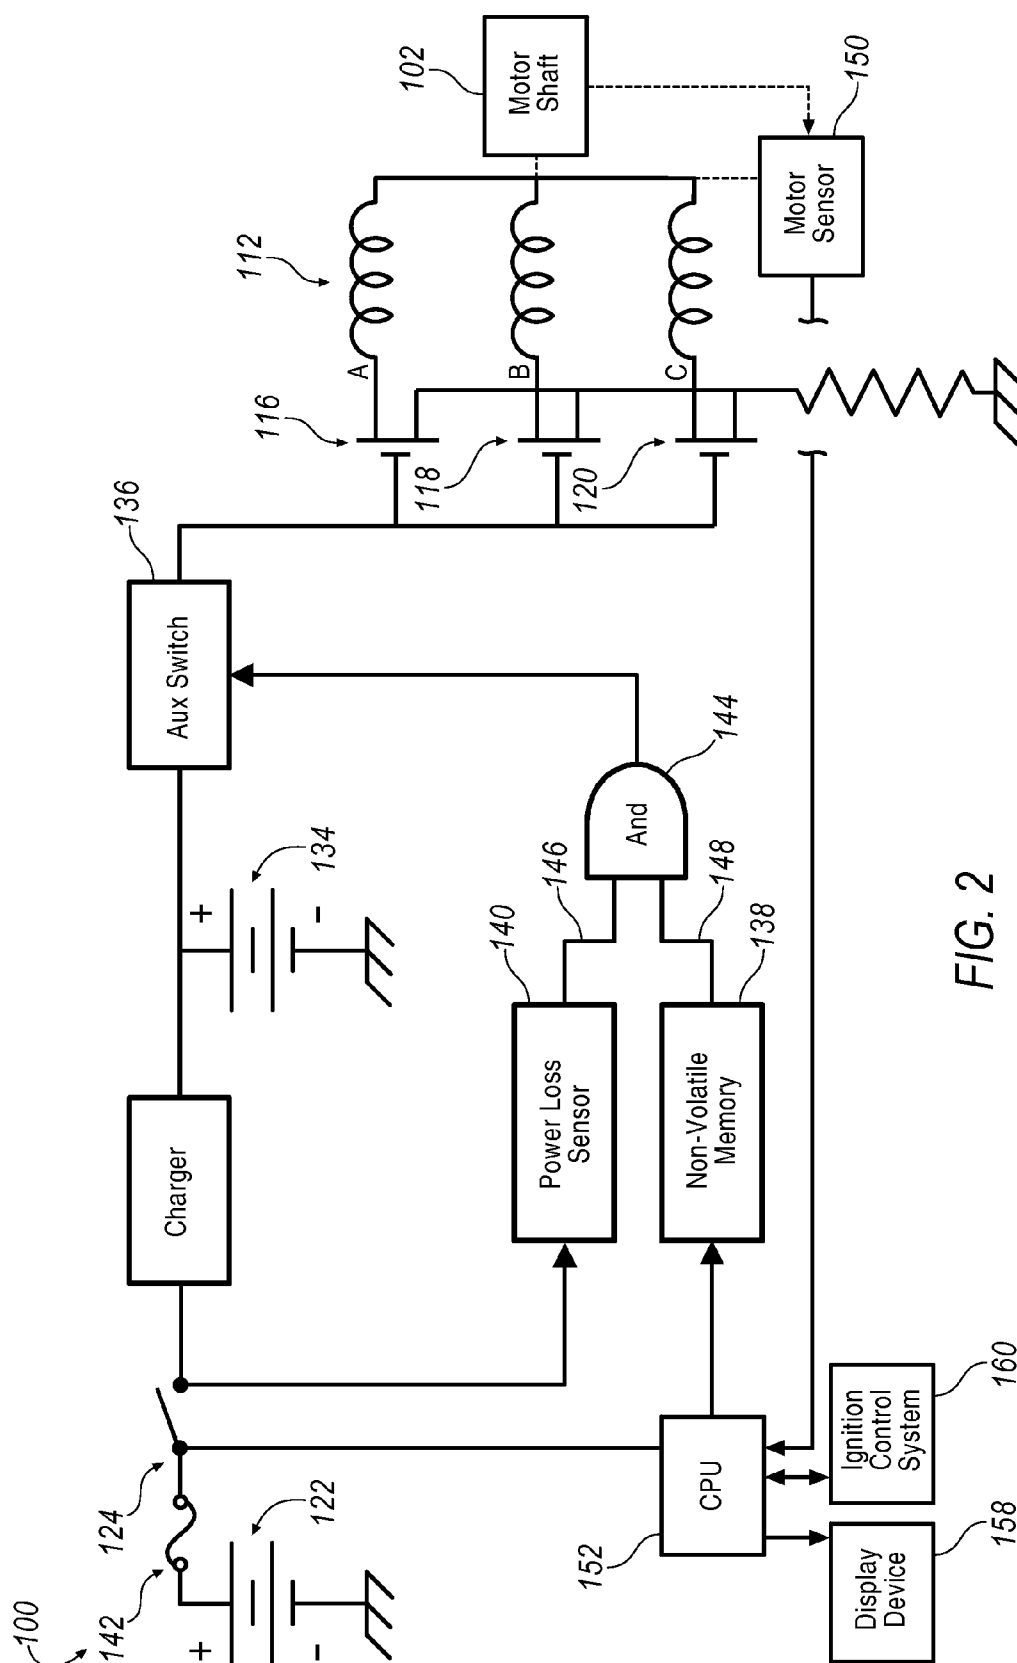 100
142
124
+
-
122
Charger
+
-
134
Aux Switch
136
116
118
120
A
B
C
112
Motor
Shaft
102
Motor
Sensor
150
Power Loss
Sensor
140
146
Non-Volatile
Memory
138
148
And
144
CPU
152
Display
Device
158
Ignition
Control
System
160
FIG. 2